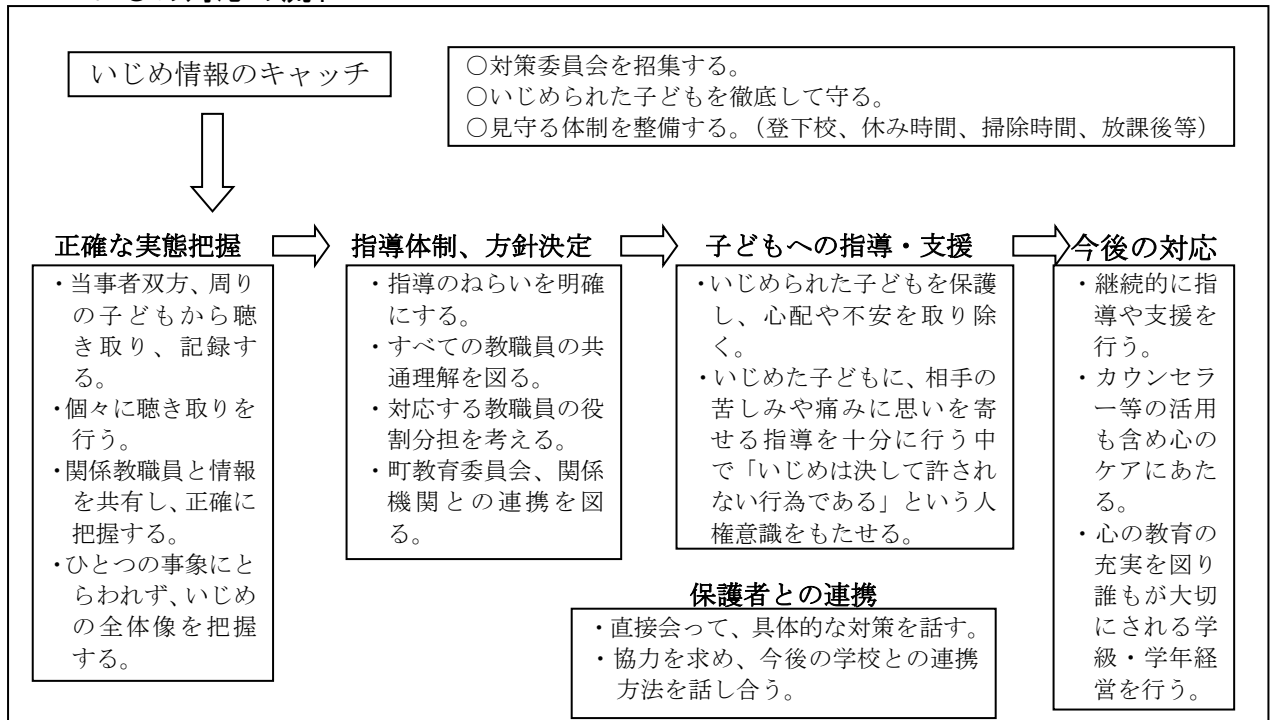 いじめ情報のキャッチ
○対策委員会を招集する。
○いじめられた子どもを徹底して守る。
○見守る体制を整備する。（登下校、休み時間、掃除時間、放課後等）
正確な実態把握
・当事者双方、周り
の子どもから聴
き取り、記録す
る。
・個々に聴き取りを
行う。
・関係教職員と情報
を共有し、正確に
把握する。
・ひとつの事象にと
らわれず、いじめ
の全体像を把握
する。
指導体制、方針決定
・指導のねらいを明確
にする。
・すべての教職員の共
通理解を図る。
・対応する教職員の役
割分担を考える。
・町教育委員会、関係
機関との連携を図
る。
子どもへの指導・支援
・いじめられた子どもを保護
し、心配や不安を取り除
く。
・いじめた子どもに、相手の
苦しみや痛みに思いを寄
せる指導を十分に行う中
で「いじめは決して許され
ない行為である」という人
権意識をもたせる。
保護者との連携
・直接会って、具体的な対策を話す。
・協力を求め、今後の学校との連携
方法を話し合う。
今後の対応
・継続的に指
導や支援を
行う。
・カウンセラ
ー等の活用
も含め心の
ケアにあた
る。
・心の教育の
充実を図り
誰もが大切
にされる学
級・学年経
営を行う。